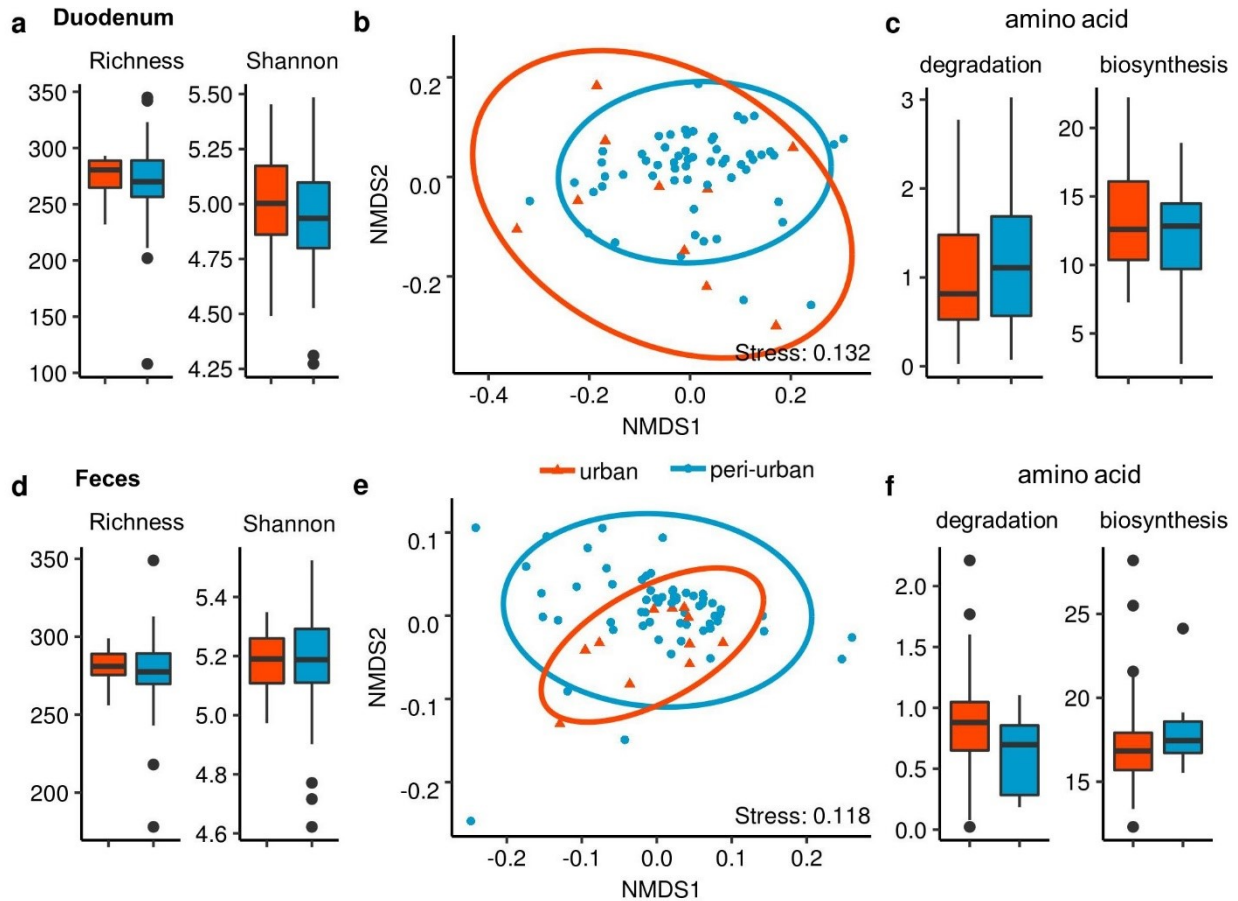 a Duodenum
Richness Shannon
350
300
250
200
150
100
5.50
5.25
5.00
4.75
4.50
4.25
b
NMDS2
0.2
0.0
-0.2
Stress: 0.132
-0.4 -0.2 0.0 0.2
NMDS1
c amino acid
degradation biosynthesis
3
2
1
0
20
15
10
5
urban peri-urban
d Feces
Richness Shannon
350
300
250
200
5.4
5.2
5.0
4.8
4.6
e
NMDS2
0.1
0.0
-0.1
-0.2
Stress: 0.118
-0.2 -0.1 0.0 0.1 0.2
NMDS1
f amino acid
degradation biosynthesis
2.0
1.5
1.0
0.5
0.0
25
20
15